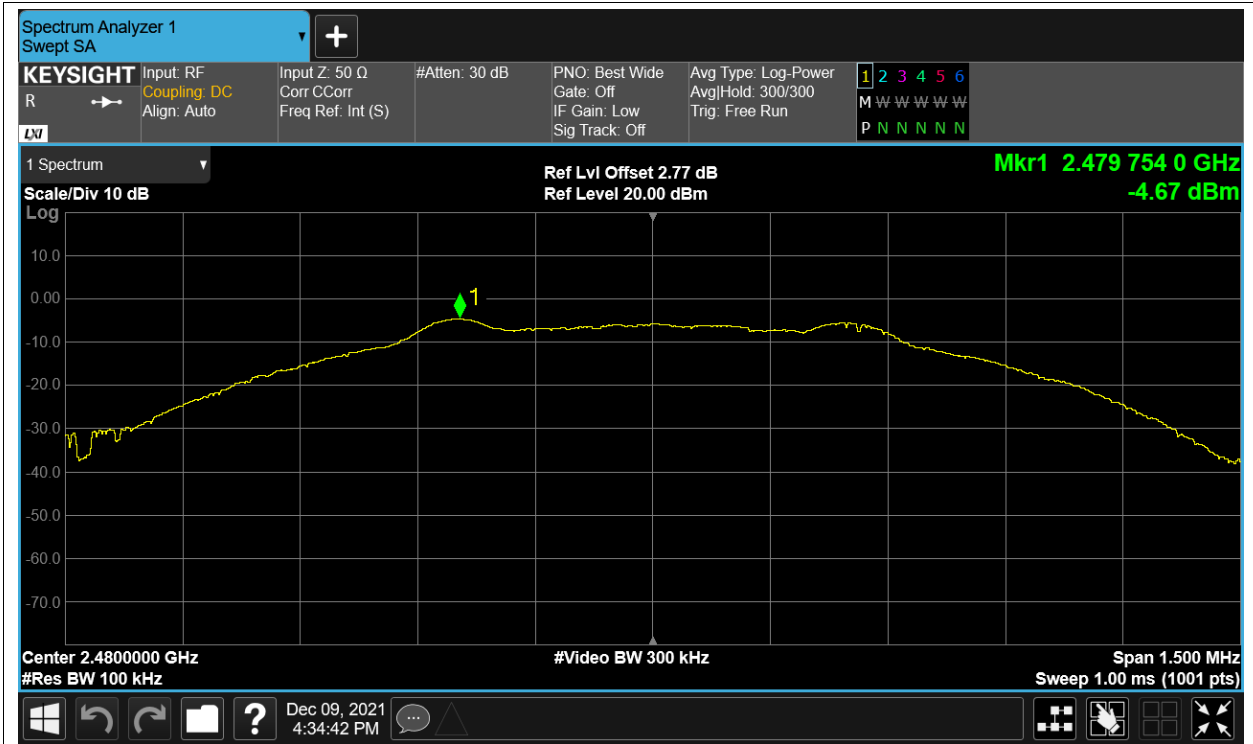 Spectrum Analyzer 1
Swept SA
KEYSIGHT Input: RF Input Z: 50 Ω #Atten: 30 dB PNO: Best Wide Avg Type: Log-Power 1 2 3 4 5 6
R Coupling: DC Corr CCorr Gate: Off Avg|Hold: 300/300 M W W W W W W
Align: Auto Freq Ref: Int (S) IF Gain: Low Trig: Free Run
LXI Sig Track: Off P N N N N N N
1 Spectrum Ref Lvl Offset 2.77 dB Mkr1 2.479 754 0 GHz
Scale/Div 10 dB Ref Level 20.00 dBm -4.67 dBm
Log
10.0
0.00
1
-10.0
-20.0
-30.0
-40.0
-50.0
-60.0
-70.0
Center 2.4800000 GHz #Video BW 300 kHz Span 1.500 MHz
#Res BW 100 kHz Sweep 1.00 ms (1001 pts)
? Dec 09, 2021
4:34:42 PM